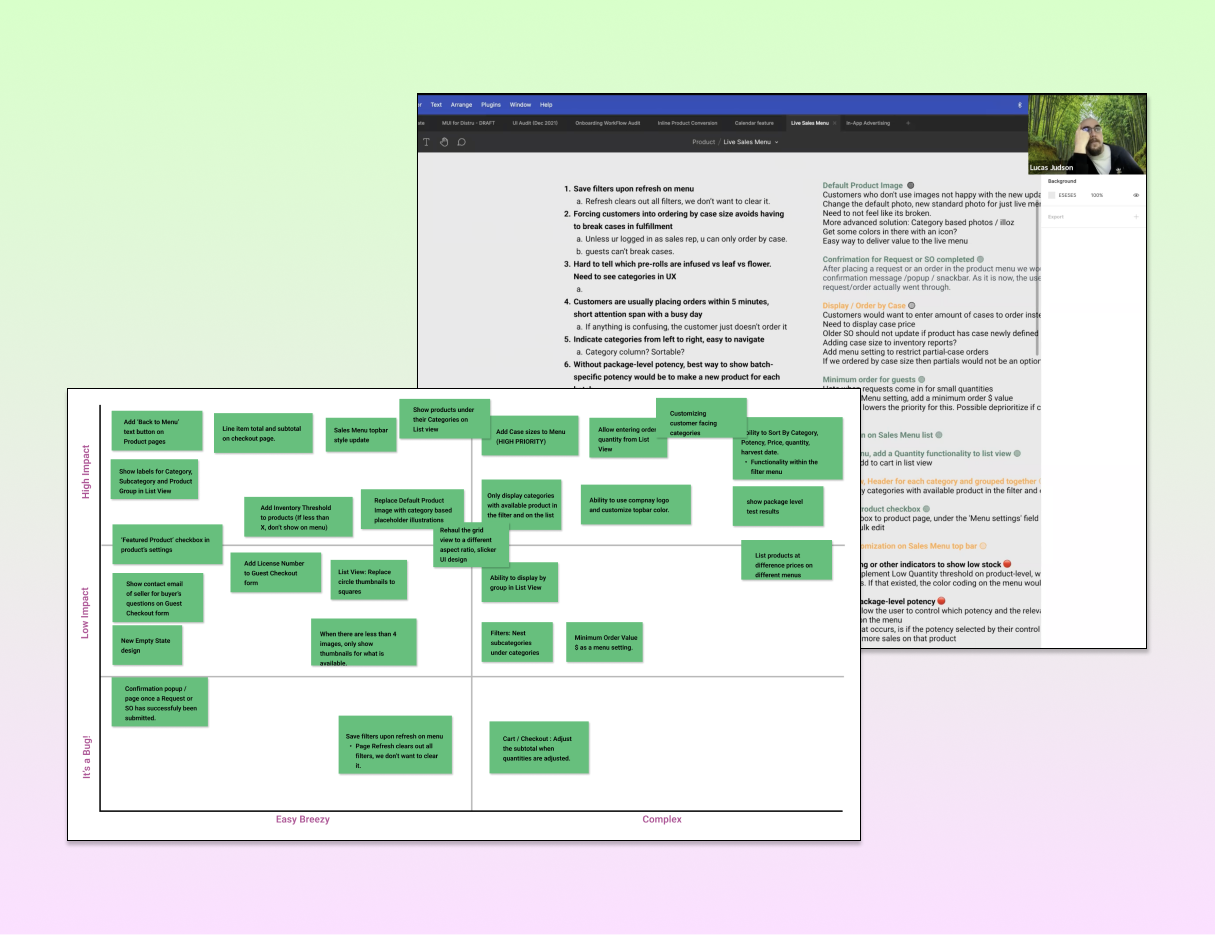 Text Arrange Plugins Window Help
MUI for Distru - DRAFT UI Audit (Dec 2021) Onboarding WorkFlow Audit Inline Product Conversion Calendar feature Live Sales Menu In-App Advertising
Product / Live Sales Menu
Lucas Judson
Background
E5E5E5 100%
Export
1. Save filters upon refresh on menu
a. Refresh clears out all filters, we don't want to clear it.
2. Forcing customers into ordering by case size avoids having
to break cases in fulfillment
a. Unless ur logged in as sales rep, u can only order by case.
b. guests can't break cases.
3. Hard to tell which pre-rolls are infused vs leaf vs flower.
Need to see categories in UX
a.
4. Customers are usually placing orders within 5 minutes,
short attention span with a busy day
a. If anything is confusing, the customer just doesn't order it
5. Indicate categories from left to right, easy to navigate
a. Category column? Sortable?
6. Without package-level potency, best way to show batch-
specific potency would be to make a new product for each
Default Product Image
Customers who don't use images not happy with the new upda
Change the default photo, new standard photo for just live me
Need to not feel like its broken.
More advanced solution: Category based photos / illoz
Get some colors in there with an icon?
Easy way to deliver value to the live menu
Confrimation for Request or SO completed
After placing a request or an order in the product menu we wo
confirmation message /popup / snackbar. As it is now, the use
request/order actually went through.
Display / Order by Case
Customers would want to enter amount of cases to order inste
Need to display case price
Older SO should not update if product has case newly defined
Adding case size to inventory reports?
Add menu setting to restrict partial-case orders
If we ordered by case size then partials would not be an option
Minimum order for guests
requests come in for small quantities
Menu setting, add a minimum order $ value
lowers the priority for this. Possible deprioritize if c
n on Sales Menu list
nu, add a Quantity functionality to list view
dd to cart in list view
y, Header for each category and grouped together
y categories with available product in the filter and
roduct checkbox
box to product page, under the 'Menu settings' field
ulk edit
omization on Sales Menu top bar
ng or other indicators to show low stock
plement Low Quantity threshold on product-level, w
s. If that existed, the color coding on the menu woul
ackage-level potency
low the user to control which potency and the relev
on the menu
at occurs, is if the potency selected by their control
more sales on that product
High Impact
Low Impact
It's a Bug!
Add 'Back to Menu'
text button on
Product pages
Line item total and subtotal
on checkout page.
Sales Menu topbar
style update
Show products under
their Categories on
List view
Add Case sizes to Menu
(HIGH PRIORITY)
Allow entering order
quantity from List
View
Customizing
customer facing
categories
bility to Sort By Category,
Potency, Price, quantity,
harvest date.
• Functionality within the
filter menu
Show labels for Category,
Subcategory and Product
Group in List View
Add Inventory Threshold
to products (If less than
X, don't show on menu)
Replace Default Product
Image with category based
placeholder illustrations
Only display categories
with available product in
the filter and on the list
Ability to use compnay logo
and customize topbar color.
show package level
test results
'Featured Product' checkbox in
product's settings
Rehaul the grid
view to a different
aspect ratio, slicker
UI design
List products at
difference prices on
different menus
Add License Number
to Guest Checkout
form
List View: Replace
circle thumbnails to
squares
Ability to display by
group in List View
Show contact email
of seller for buyer's
questions on Guest
Checkout form
New Empty State
design
When there are less than 4
images, only show
thumbnails for what is
available.
Filters: Nest
subcategories
under categories
Minimum Order Value
$ as a menu setting.
Confirmation popup /
page once a Request or
SO has successfuly been
submitted.
Save filters upon refresh on menu
• Page Refresh clears out all
filters, we don't want to clear
it.
Cart / Checkout : Adjust
the subtotal when
quantities are adjusted.
Easy Breezy
Complex